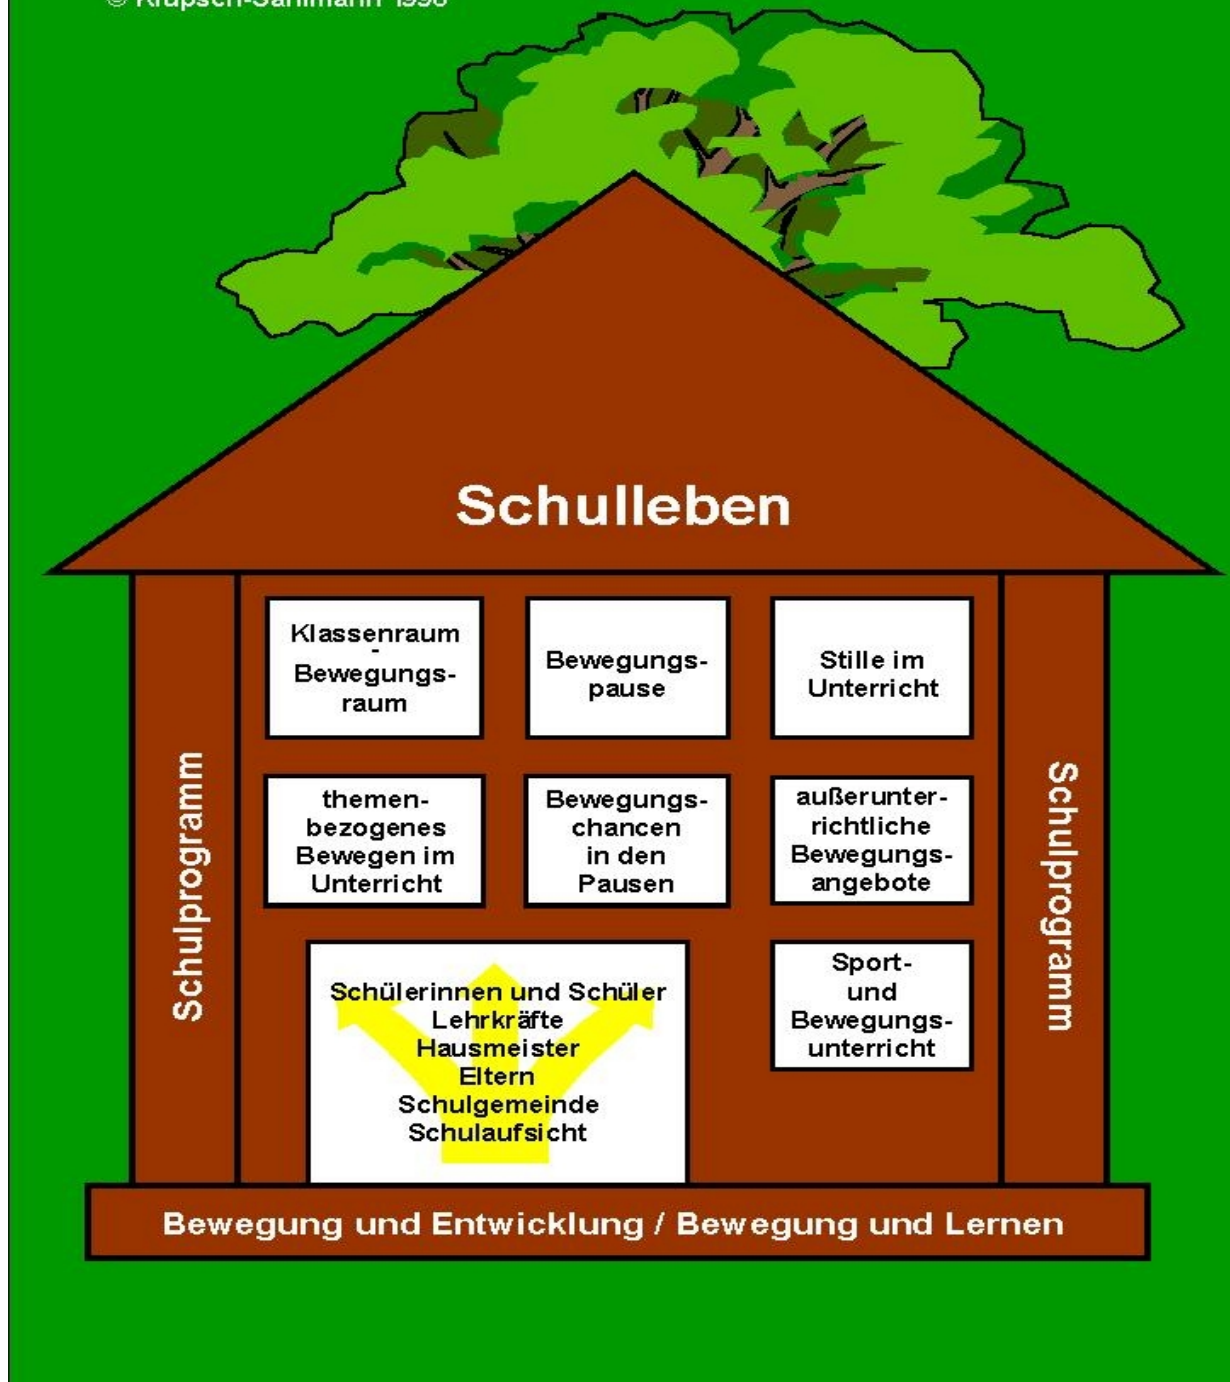 Schulleben
Klassenraum
-
Bewegungs-
raum
Bewegungs-
pause
Stille im
Unterricht
themen-
bezogenes
Bewegen im
Unterricht
Bewegungs-
chancen
in den
Pausen
außerunter-
richtliche
Bewegungs-
angebote
Schulprogramm
Schulprogramm
Schülerinnen und Schüler
Lehrkräfte
Hausmeister
Eltern
Schulgemeinde
Schulaufsicht
Sport-
und
Bewegungs-
unterricht
Bewegung und Entwicklung / Bewegung und Lernen